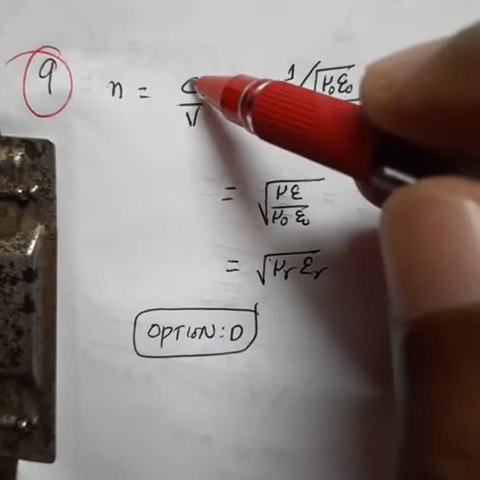 9 n = c/v 1/√μ₀ε₀
= √με/μ₀ε₀
= √μᵣεᵣ
OPTION: D